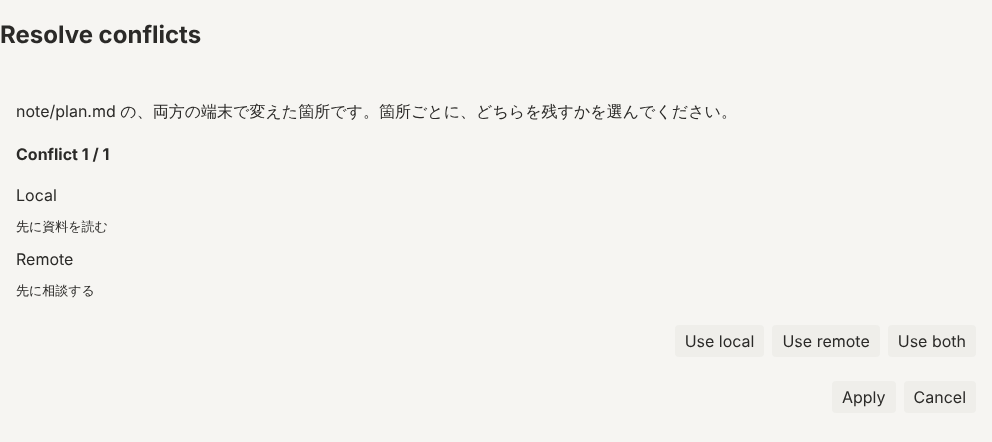 Resolve conflicts
note/plan.md の、両方の端末で変えた箇所です。箇所ごとに、どちらを残すかを選んでください。
Conflict 1 / 1
Local
先に資料を読む
Remote
先に相談する
Use local Use remote Use both
Apply Cancel